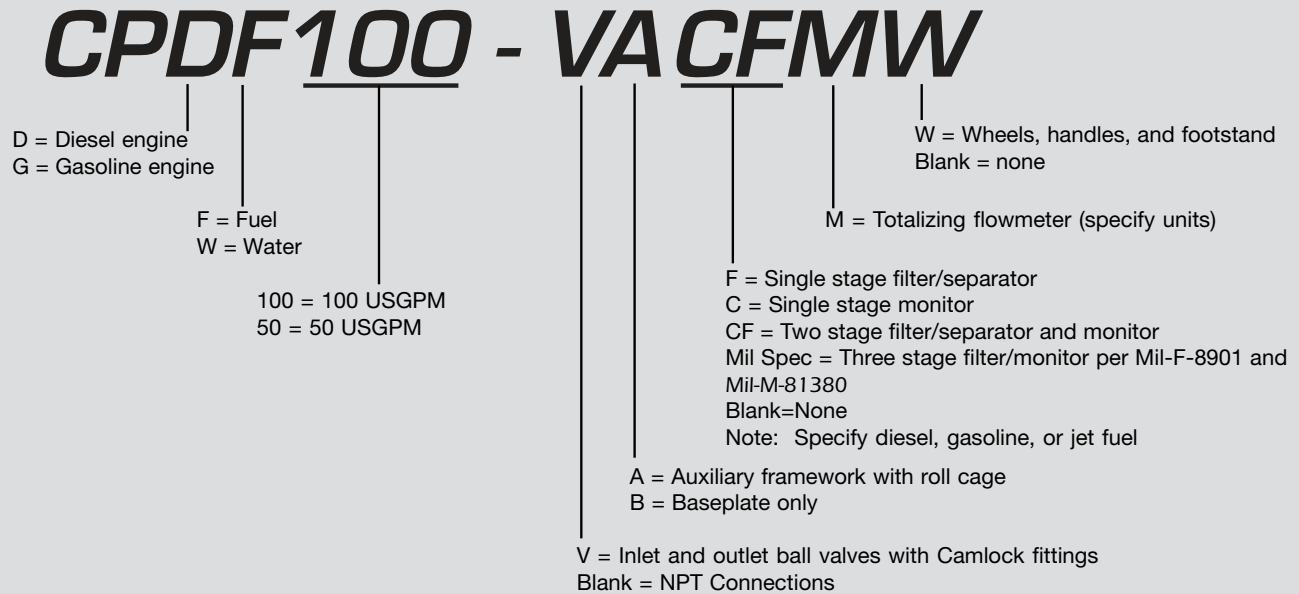 CPDF100 - VACFMW
D = Diesel engine
G = Gasoline engine
F = Fuel
W = Water
100 = 100 USGPM
50 = 50 USGPM
W = Wheels, handles, and footstand
Blank = none
M = Totalizing flowmeter (specify units)
F = Single stage filter/separator
C = Single stage monitor
CF = Two stage filter/separator and monitor
Mil Spec = Three stage filter/monitor per Mil-F-8901 and
Mil-M-81380
Blank=None
Note: Specify diesel, gasoline, or jet fuel
A = Auxiliary framework with roll cage
B = Baseplate only
V = Inlet and outlet ball valves with Camlock fittings
Blank = NPT Connections